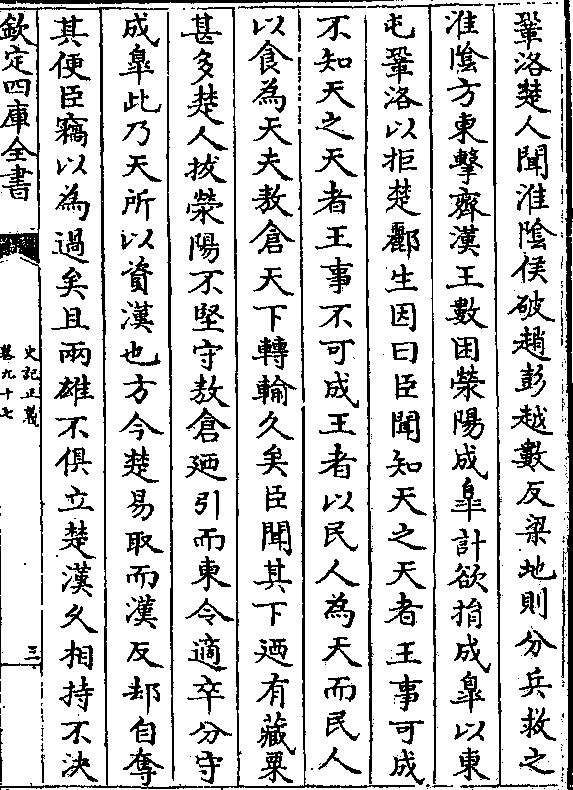 鞏洛楚人聞淮陰侯破趙彭越數反梁地則分兵救之
淮陰方東擊齊漢王數困滎陽成臯計欲捐成臯以東
屯鞏洛以拒楚酈生因曰臣聞知天之天者王事可成
不知天之天者王事不可成王者以民人為天而民人
以食為天夫敖倉天下轉輸久矣臣聞其下廼有藏粟
甚多楚人拔滎陽不堅守敖倉廼引而東令適卒分守
成臯此乃天所以資漢也方今楚易取而漢反却自奪
其便臣竊以為過矣且兩雄不俱立楚漢久相持不決
欽定四庫全書
史記正義
卷九十七
三